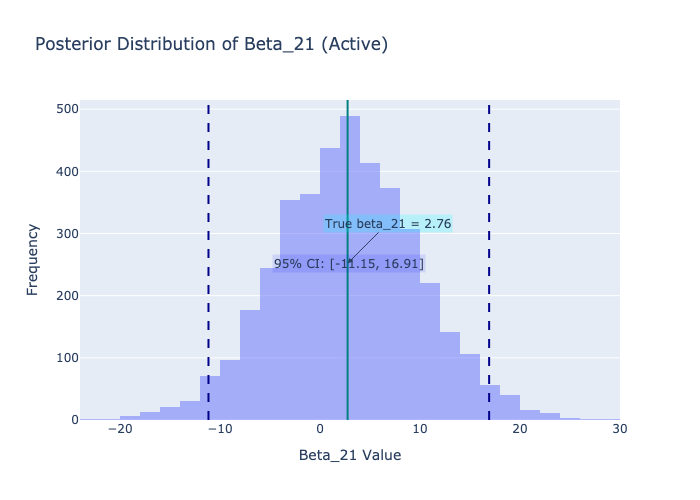 Posterior Distribution of Beta_21 (Active)
500
400
300
200
100
0
Frequency
True beta_21 = 2.76
95% CI: [-11.15, 16.91]
−20
−10
0
10
20
30
Beta_21 Value